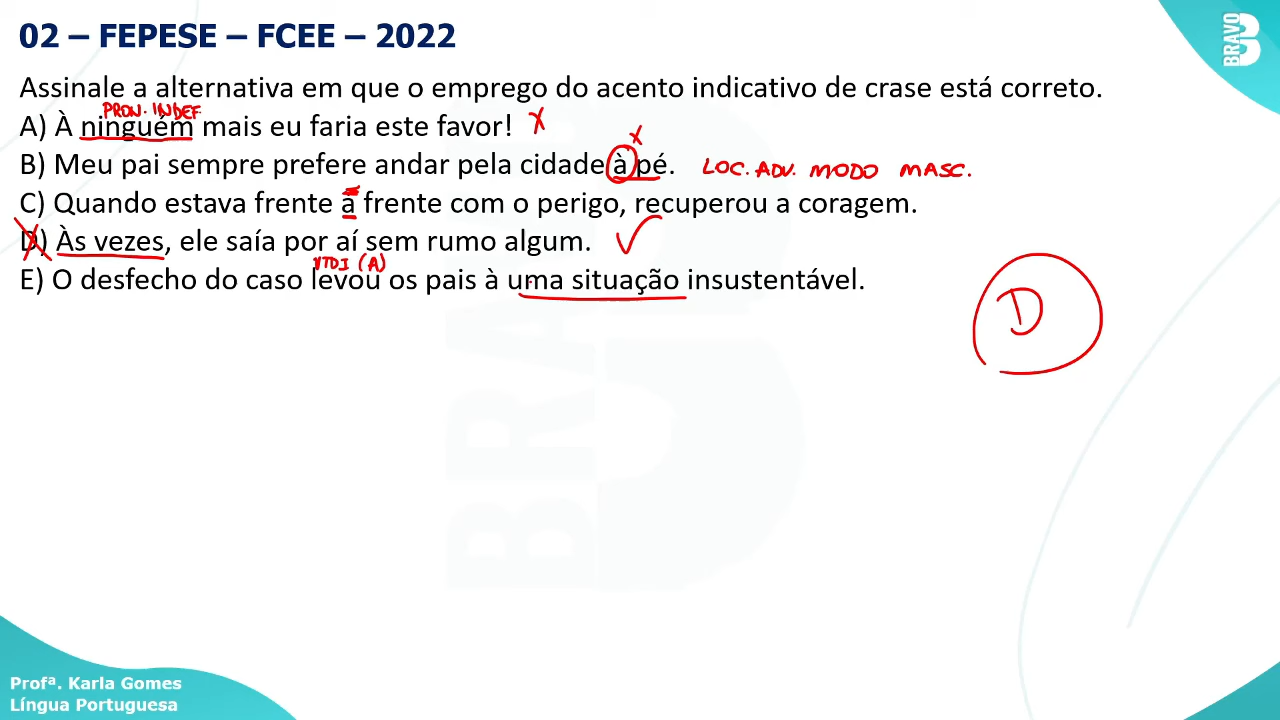 02 – FEPESE – FCEE – 2022
BRAVO
Assinale a alternativa em que o emprego do acento indicativo de crase está correto.
PRON. INDEF
A) À ninguém mais eu faria este favor! X
X
B) Meu pai sempre prefere andar pela cidade à pé. LOC. ADV. MODO MASC.
C) Quando estava frente a frente com o perigo, recuperou a coragem.
D) Às vezes, ele saía por aí sem rumo algum.
VTDI (A)
E) O desfecho do caso levou os pais à uma situação insustentável.
D
BRAVO
Profª. Karla Gomes
Língua Portuguesa